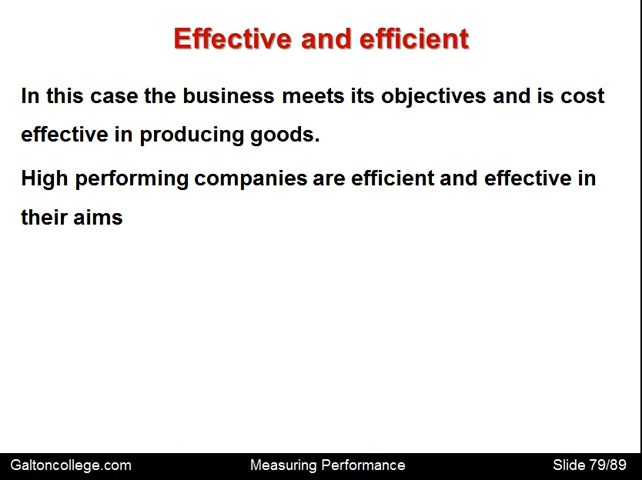 Effective and efficient
In this case the business meets its objectives and is cost
effective in producing goods.
High performing companies are efficient and effective in
their aims
Galtoncollege.com Measuring Performance Slide 79/89